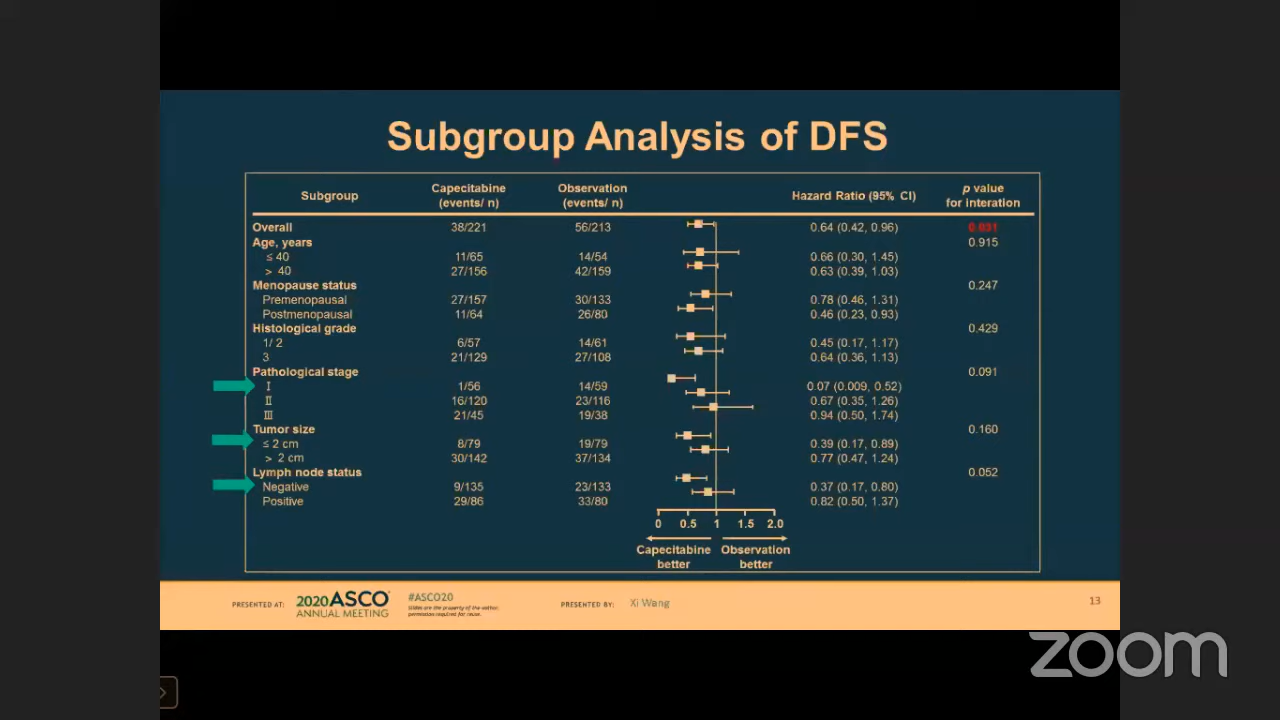 Subgroup Analysis of DFS
Subgroup Capecitabine (events/ n) Observation (events/ n) Hazard Ratio (95% CI) p value for interation
Overall 38/221 56/213 0.64 (0.42, 0.96) 0.031
Age, years 0.915
≤ 40 11/65 14/54 0.66 (0.30, 1.45)
> 40 27/156 42/159 0.63 (0.39, 1.03)
Menopause status 0.247
Premenopausal 27/157 30/133 0.78 (0.46, 1.31)
Postmenopausal 11/64 26/80 0.46 (0.23, 0.93)
Histological grade 0.429
1/ 2 6/57 14/61 0.45 (0.17, 1.17)
3 21/129 27/108 0.64 (0.36, 1.13)
Pathological stage 0.091
Ⅰ 1/56 14/59 0.07 (0.009, 0.52)
Ⅱ 16/120 23/116 0.67 (0.35, 1.26)
Ⅲ 21/45 19/38 0.94 (0.50, 1.74)
Tumor size 0.160
≤ 2 cm 8/79 19/79 0.39 (0.17, 0.89)
> 2 cm 30/142 37/134 0.77 (0.47, 1.24)
Lymph node status 0.052
Negative 9/135 23/133 0.37 (0.17, 0.80)
Positive 29/86 33/80 0.82 (0.50, 1.37)
0 0.5 1 1.5 2.0
Capecitabine better Observation better
PRESENTED AT: 2020 ASCO ANNUAL MEETING
#ASCO20
Slides are the property of the author, permission required for reuse.
PRESENTED BY: Xi Wang
13
zoom